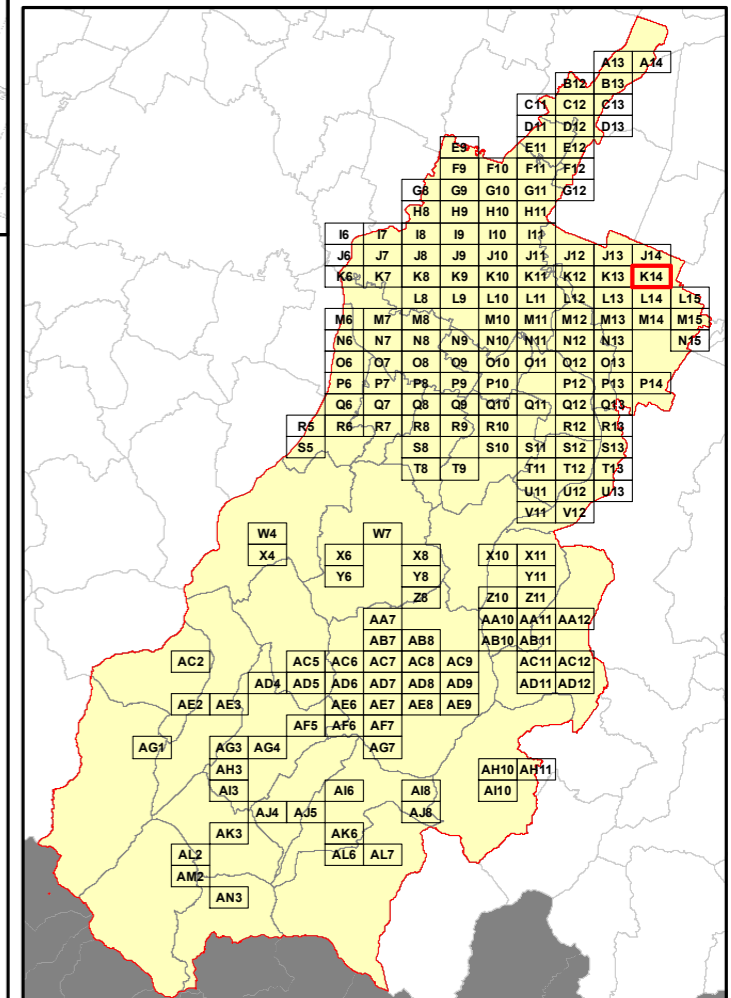 A13 A14
B12 B13
C11 C12 C13
D11 D12 D13
E9 E11 E12
F9 F10 F11 F12
G8 G9 G10 G11 G12
H8 H9 H10 H11
I6 I7 I8 I9 I10 I11
J6 J7 J8 J9 J10 J11 J12 J13 J14
K6 K7 K8 K9 K10 K11 K12 K13 K14
L8 L9 L10 L11 L12 L13 L14 L15
M6 M7 M8 M10 M11 M12 M13 M14 M15
N6 N7 N8 N9 N10 N11 N12 N13 N15
O6 O7 O8 O9 O10 O11 O12 O13
P6 P7 P8 P9 P10 P12 P13 P14
Q6 Q7 Q8 Q9 Q10 Q11 Q12 Q13
R5 R6 R7 R8 R9 R10 R12 R13
S5 S8 S10 S11 S12 S13
T8 T9 T11 T12 T13
U11 U12 U13
V11 V12
W4 W7
X4 X6 X8 X10 X11
Y6 Y8 Y11
Z8 Z10 Z11
AA7 AA10 AA11 AA12
AB7 AB8 AB10 AB11
AC2 AC5 AC6 AC7 AC8 AC9 AC11 AC12
AD4 AD5 AD6 AD7 AD8 AD9 AD11 AD12
AE2 AE3 AE6 AE7 AE8 AE9
AF5 AF6 AF7
AG1 AG3 AG4 AG7
AH3 AH10 AH11
AI3 AI6 AI8 AI10
AJ4 AJ5 AJ8
AK3 AK6
AL2 AL6 AL7
AM2
AN3